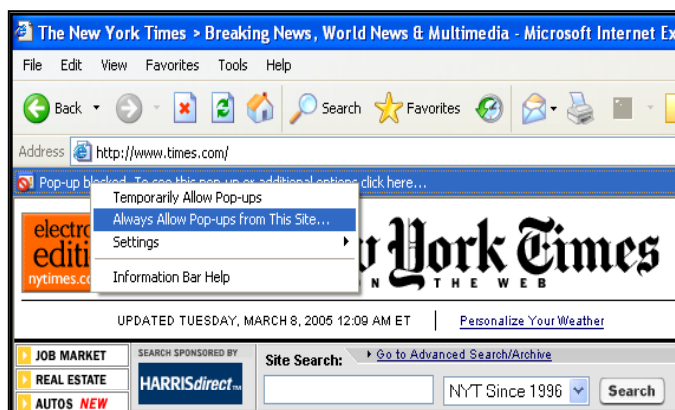 The New York Times > Breaking News, World News & Multimedia - Microsoft Internet Ex
File Edit View Favorites Tools Help
Back Search Favorites
Address http://www.times.com/
Pop-up blocked. To see this pop-up or additional options click here...
Temporarily Allow Pop-ups
Always Allow Pop-ups from This Site...
Settings
Information Bar Help
electro
editi
nytimes.co
York Times
ON THE WEB
UPDATED TUESDAY, MARCH 8, 2005 12:09 AM ET Personalize Your Weather
JOB MARKET
REAL ESTATE
AUTOS NEW
SEARCH SPONSORED BY
HARRISdirect
Site Search: Go to Advanced Search/Archive
NYT Since 1996 Search